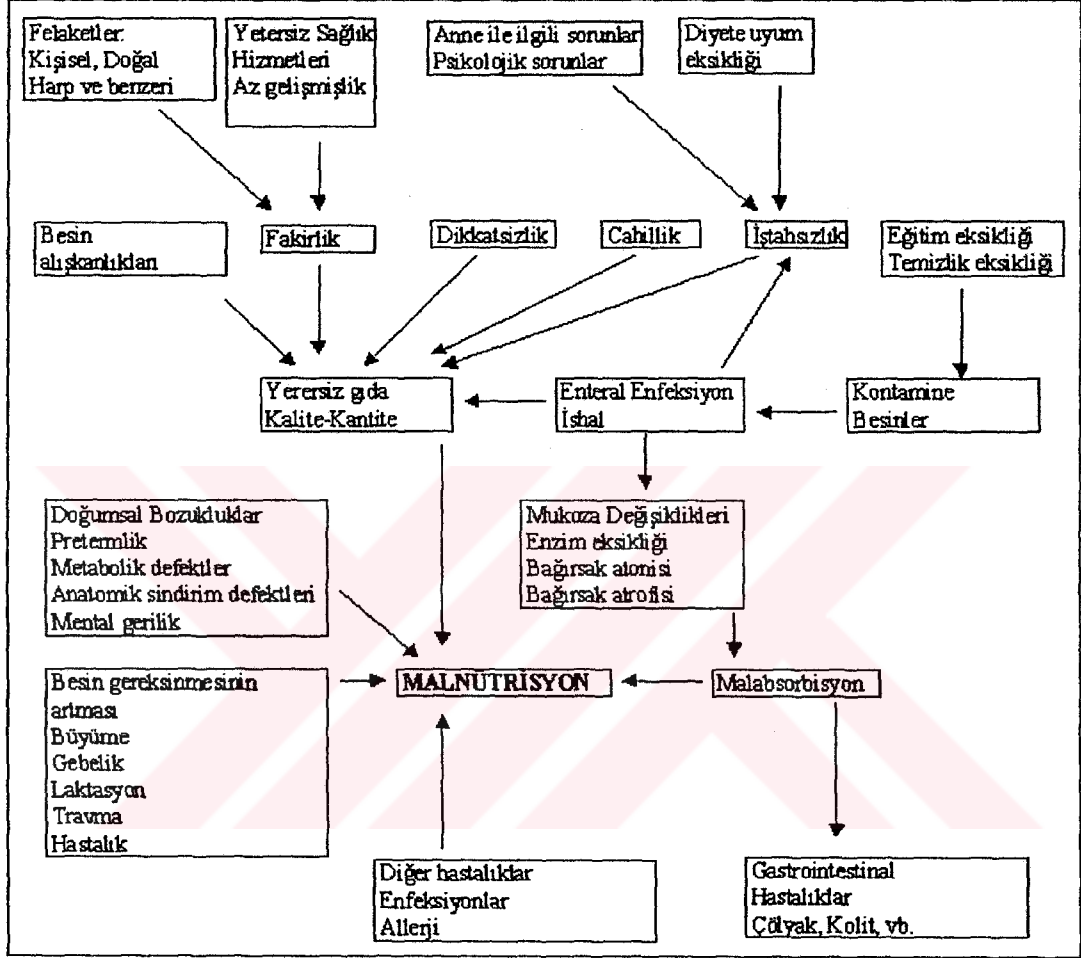 Felaketler.
Kişisel, Doğal
Harp ve benzeri
Yetersiz Sağlık
Hizmetleri
Az gelişmişlik
Anne ile ilgili sorunlar
Psikolojik sorunlar
Diyete uyum
eksikliği
Besin
alışkanlıkları
Fakirlik
Dikkatsizlik
Cahillik
İştahsızlık
Eğitim eksikliği
Temizlik eksikliği
Yerersiz gıda
Kalite-Kantite
Enteral Enfeksiyon
İshal
Kontamine
Besinler
Doğumsal Bozukluklar
Pretermlik
Metabolik defektler
Anatomik sindirim defektleri
Mental gerilik
Mukoza Değişiklikleri
Enzim eksikliği
Bağırsak atonisi
Bağırsak atrofisi
Besin gereksinmesinin
artması
Büyüme
Gebelik
Laktasyon
Travma
Hastalık
MALNÜTRİSYON
Malabsorbisyon
Diğer hastalıklar
Enfeksiyonlar
Allerji
Gastrointestinal
Hastalıklar
Çölyak, Kolit, vb.